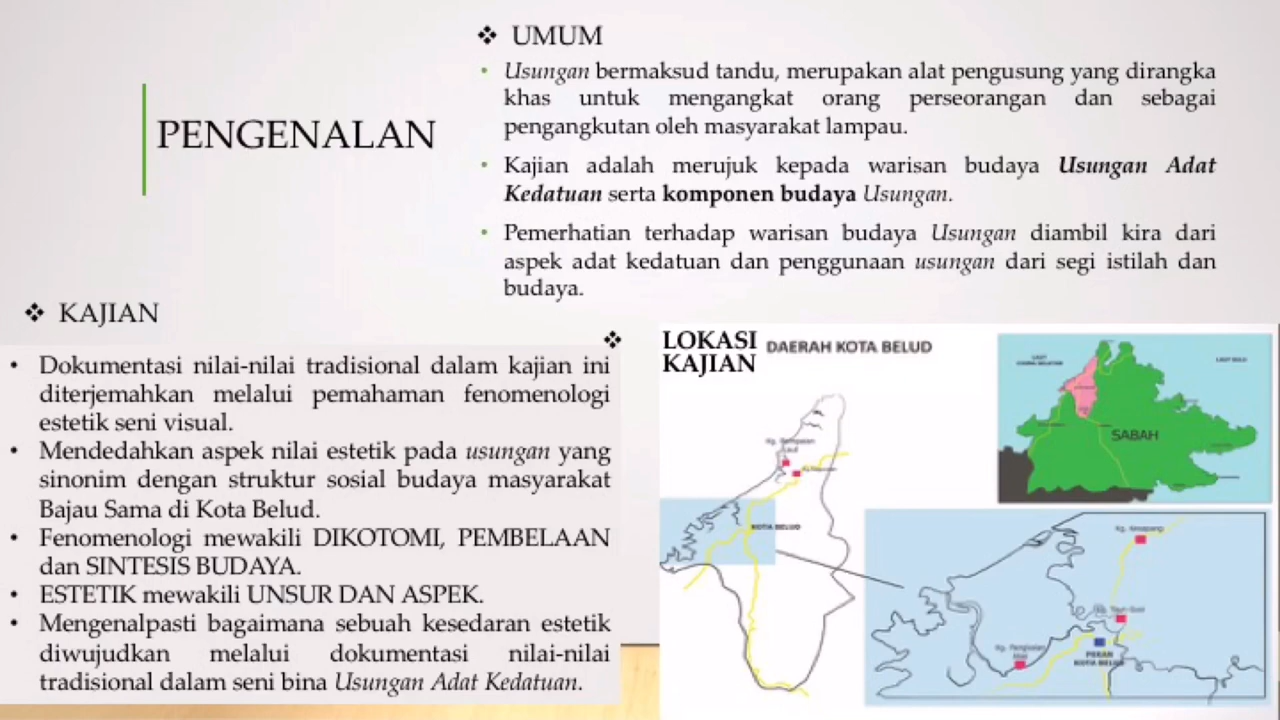 PENGENALAN
❖ UMUM
• Usungan bermaksud tandu, merupakan alat pengusung yang dirangka
khas untuk mengangkat orang perseorangan dan sebagai
pengangkutan oleh masyarakat lampau.
• Kajian adalah merujuk kepada warisan budaya Usungan Adat
Kedatuan serta komponen budaya Usungan.
• Pemerhatian terhadap warisan budaya Usungan diambil kira dari
aspek adat kedatuan dan penggunaan usungan dari segi istilah dan
budaya.
❖ KAJIAN
• Dokumentasi nilai-nilai tradisional dalam kajian ini
diterjemahkan melalui pemahaman fenomenologi
estetik seni visual.
• Mendedahkan aspek nilai estetik pada usungan yang
sinonim dengan struktur sosial budaya masyarakat
Bajau Sama di Kota Belud.
• Fenomenologi mewakili DIKOTOMI, PEMBELAAN
dan SINTESIS BUDAYA.
• ESTETIK mewakili UNSUR DAN ASPEK.
• Mengenalpasti bagaimana sebuah kesedaran estetik
diwujudkan melalui dokumentasi nilai-nilai
tradisional dalam seni bina Usungan Adat Kedatuan.
❖ LOKASI
KAJIAN
DAERAH KOTA BELUD
SABAH
Laut
KOTA BELUD
PEKAN
KOTA BELUD